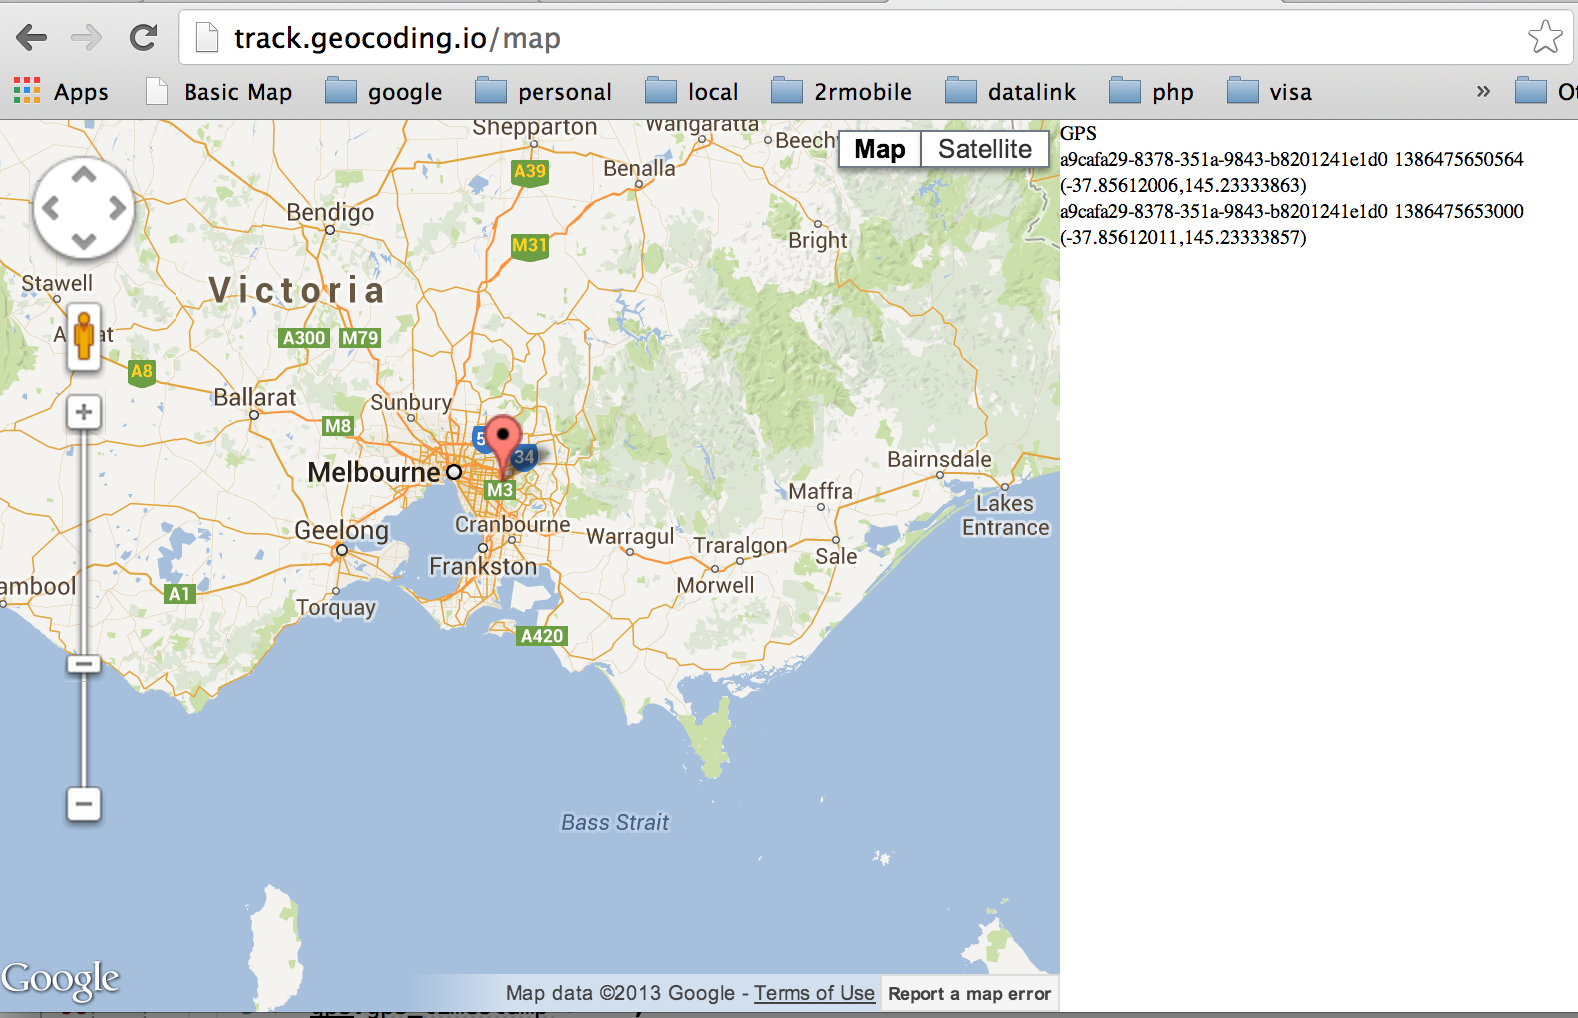 track.geocoding.io/map
Apps Basic Map google personal local 2rmobile datalink php visa »
Shepparton Wangaratta
Beech Map Satellite
A39 Benalla
Bendigo
M31 Bright
Stawell Victoria
A300 M79
A8
Ballarat Sunbury
M8
5 34
Melbourne
M3
Bairnsdale
Maffra
Lakes
Entrance
Geelong Cranbourne
Warragul Traralgon Sale
Frankston Morwell
ambool A1
Torquay
A420
Bass Strait
Google
Map data ©2013 Google - Terms of Use Report a map error
GPS
a9cafa29-8378-351a-9843-b8201241e1d0 1386475650564
(-37.85612006,145.23333863)
a9cafa29-8378-351a-9843-b8201241e1d0 1386475653000
(-37.85612011,145.23333857)